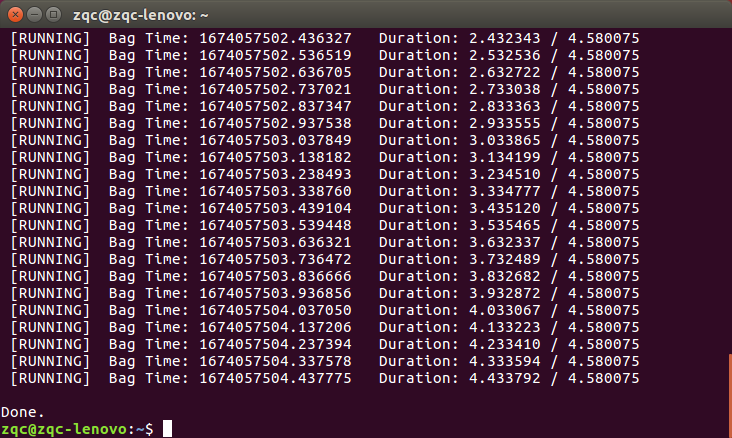 zqc@zqc-lenovo: ~
[RUNNING]  Bag Time: 1674057502.436327   Duration: 2.432343 / 4.580075
[RUNNING]  Bag Time: 1674057502.536519   Duration: 2.532536 / 4.580075
[RUNNING]  Bag Time: 1674057502.636705   Duration: 2.632722 / 4.580075
[RUNNING]  Bag Time: 1674057502.737021   Duration: 2.733038 / 4.580075
[RUNNING]  Bag Time: 1674057502.837347   Duration: 2.833363 / 4.580075
[RUNNING]  Bag Time: 1674057502.937538   Duration: 2.933555 / 4.580075
[RUNNING]  Bag Time: 1674057503.037849   Duration: 3.033865 / 4.580075
[RUNNING]  Bag Time: 1674057503.138182   Duration: 3.134199 / 4.580075
[RUNNING]  Bag Time: 1674057503.238493   Duration: 3.234510 / 4.580075
[RUNNING]  Bag Time: 1674057503.338760   Duration: 3.334777 / 4.580075
[RUNNING]  Bag Time: 1674057503.439104   Duration: 3.435120 / 4.580075
[RUNNING]  Bag Time: 1674057503.539448   Duration: 3.535465 / 4.580075
[RUNNING]  Bag Time: 1674057503.636321   Duration: 3.632337 / 4.580075
[RUNNING]  Bag Time: 1674057503.736472   Duration: 3.732489 / 4.580075
[RUNNING]  Bag Time: 1674057503.836666   Duration: 3.832682 / 4.580075
[RUNNING]  Bag Time: 1674057503.936856   Duration: 3.932872 / 4.580075
[RUNNING]  Bag Time: 1674057504.037050   Duration: 4.033067 / 4.580075
[RUNNING]  Bag Time: 1674057504.137206   Duration: 4.133223 / 4.580075
[RUNNING]  Bag Time: 1674057504.237394   Duration: 4.233410 / 4.580075
[RUNNING]  Bag Time: 1674057504.337578   Duration: 4.333594 / 4.580075
[RUNNING]  Bag Time: 1674057504.437775   Duration: 4.433792 / 4.580075
Done.
zqc@zqc-lenovo:~$